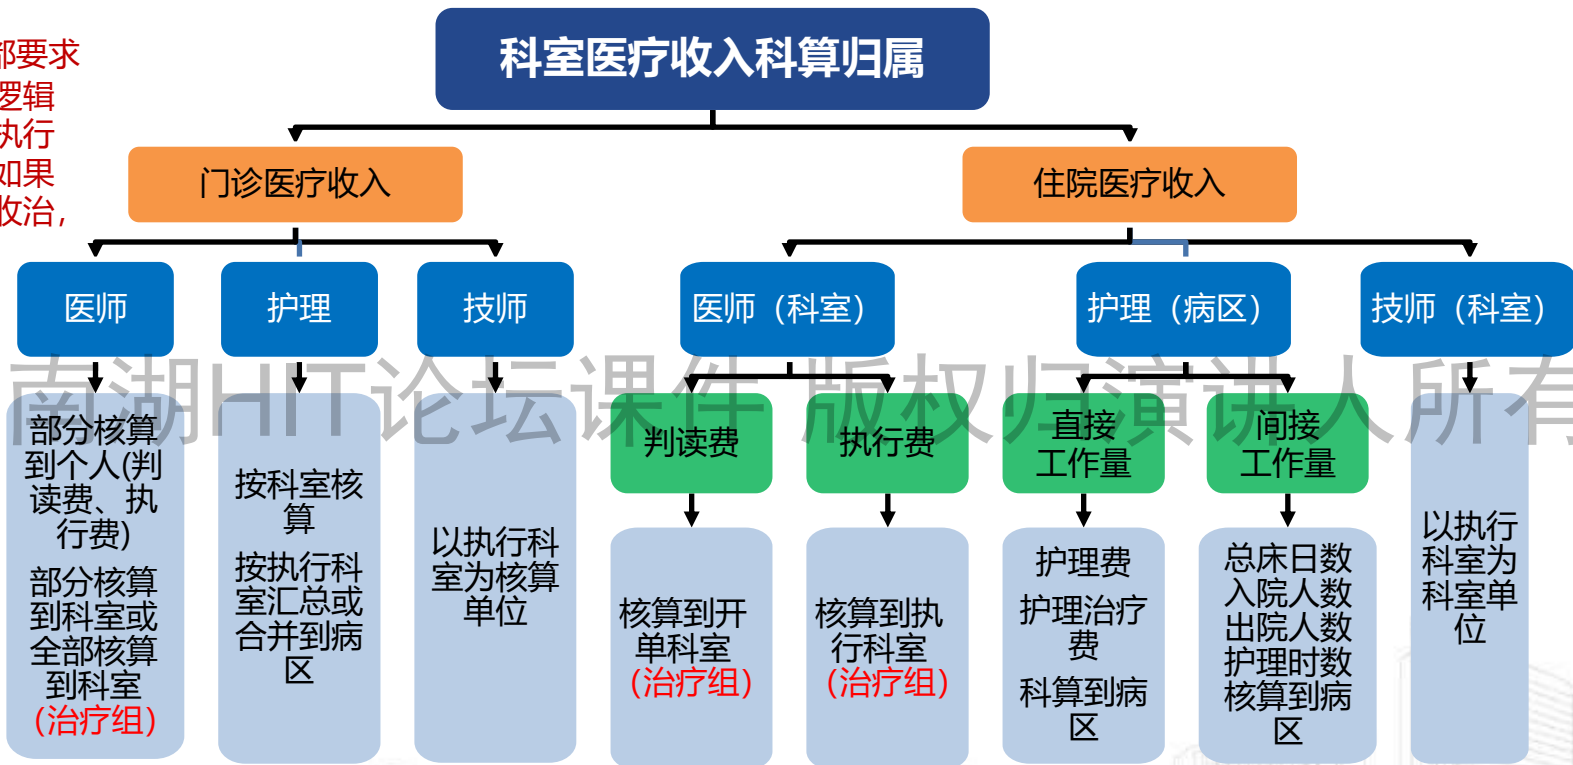 科室医疗收入科算归属
都要求
逻辑
执行
如果
收治，
门诊医疗收入
住院医疗收入
医师
护理
技师
医师（科室）
护理（病区）
技师（科室）
南湖HIT论坛课件 版权归演讲人所有
部分核算
到个人(判
读费、执
行费)
部分核算
到科室或
全部核算
到科室
（治疗组）
按科室核
算
按执行科
室汇总或
合并到病
区
以执行科
室为核算
单位
判读费
执行费
直接
工作量
间接
工作量
核算到开
单科室
（治疗组）
核算到执
行科室
（治疗组）
护理费
护理治疗
费
科算到病
区
总床日数
入院人数
出院人数
护理时数
核算到病
区
以执行
科室为
科室单
位